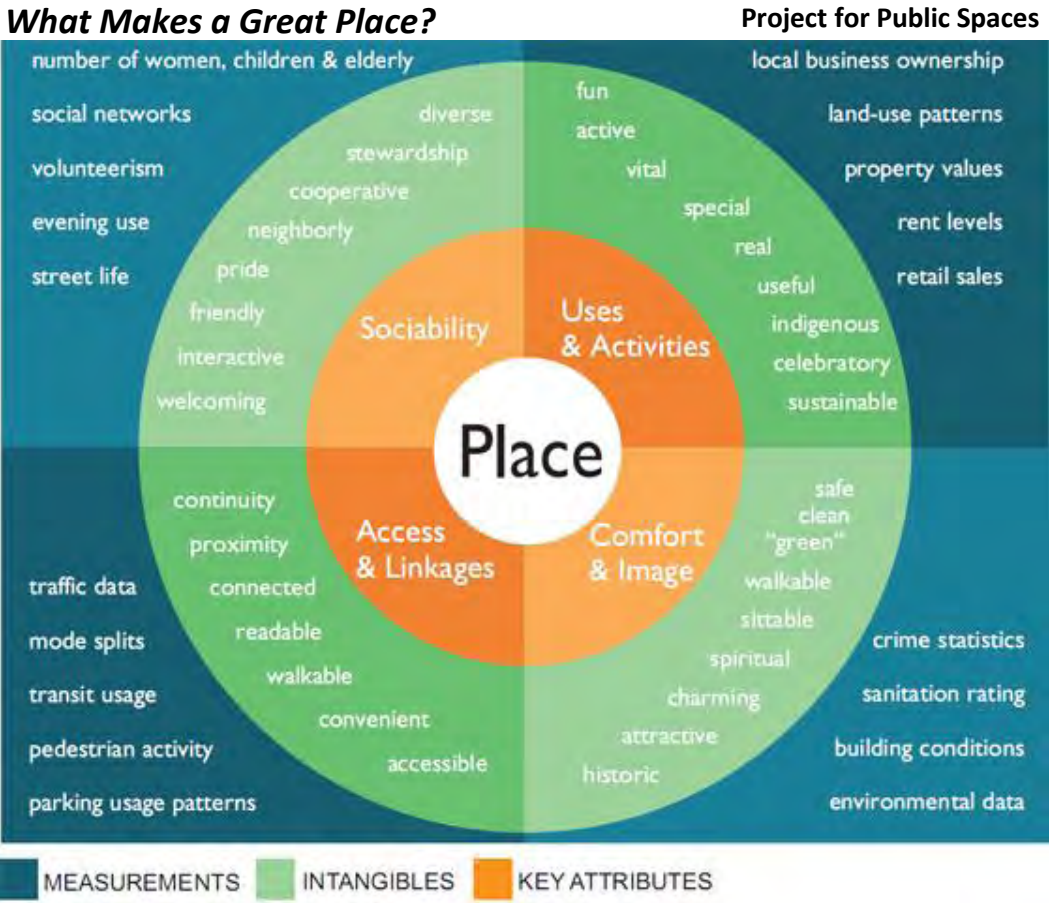 What Makes a Great Place?
Project for Public Spaces
number of women, children & elderly
social networks
volunteerism
evening use
street life
diverse
stewardship
cooperative
neighborly
pride
friendly
interactive
welcoming
Sociability
fun
active
vital
special
real
useful
indigenous
celebratory
sustainable
Uses
& Activities
local business ownership
land-use patterns
property values
rent levels
retail sales
Place
continuity
proximity
connected
readable
walkable
convenient
accessible
Access
& Linkages
traffic data
mode splits
transit usage
pedestrian activity
parking usage patterns
Comfort
& Image
safe
clean
"green"
walkable
sittable
spiritual
charming
attractive
historic
crime statistics
sanitation rating
building conditions
environmental data
MEASUREMENTS
INTANGIBLES
KEY ATTRIBUTES